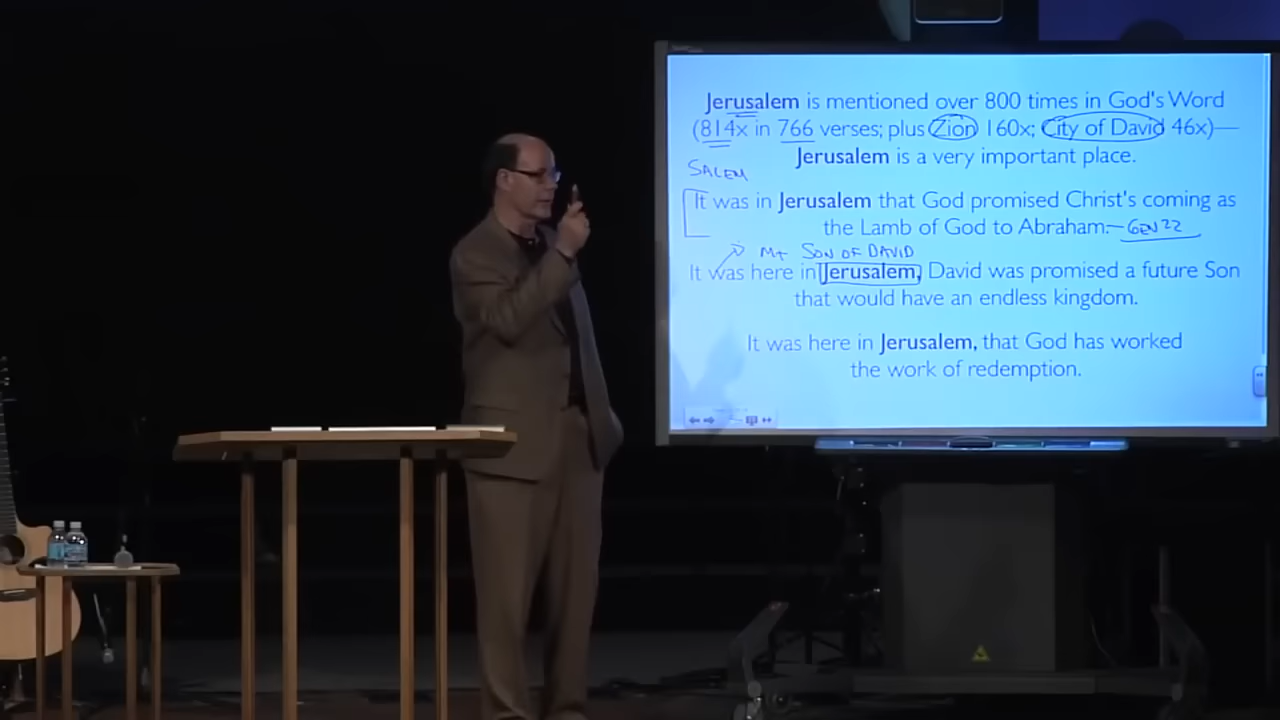 Jerusalem is mentioned over 800 times in God's Word
(814x in 766 verses; plus Zion 160x; City of David 46x)—
Jerusalem is a very important place.
SALEM
It was in Jerusalem that God promised Christ's coming as
the Lamb of God to Abraham.—GEN 22
Mt SON OF DAVID
It was here in Jerusalem, David was promised a future Son
that would have an endless kingdom.
It was here in Jerusalem, that God has worked
the work of redemption.